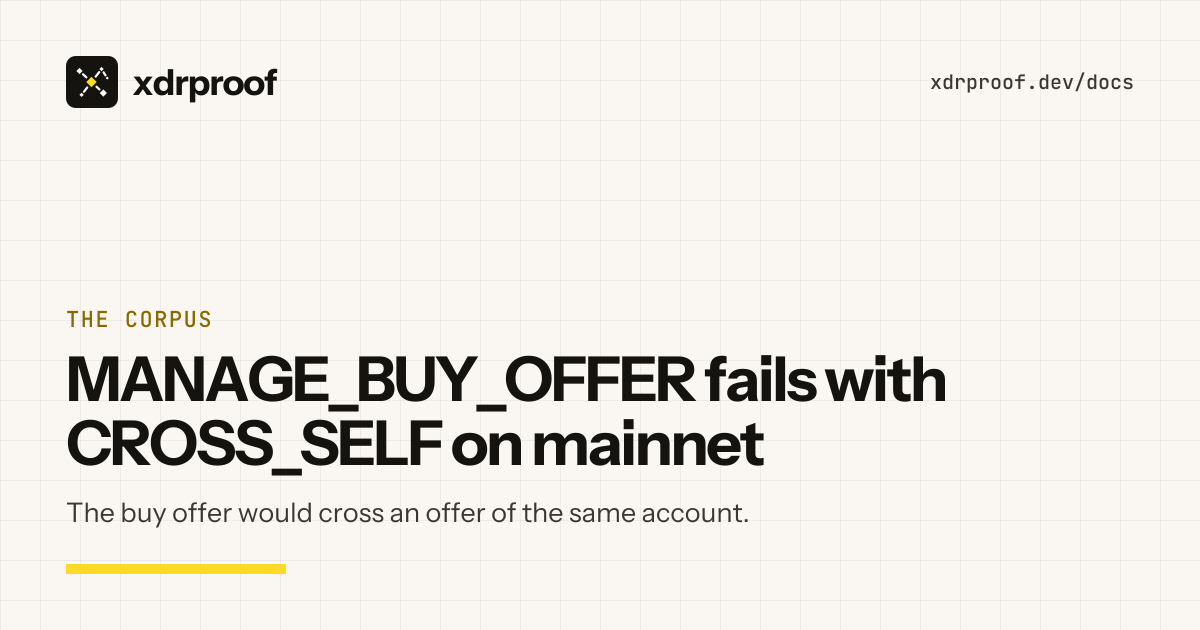 xdrproof
xdrproof.dev/docs
THE CORPUS
MANAGE_BUY_OFFER fails with
CROSS_SELF on mainnet
The buy offer would cross an offer of the same account.